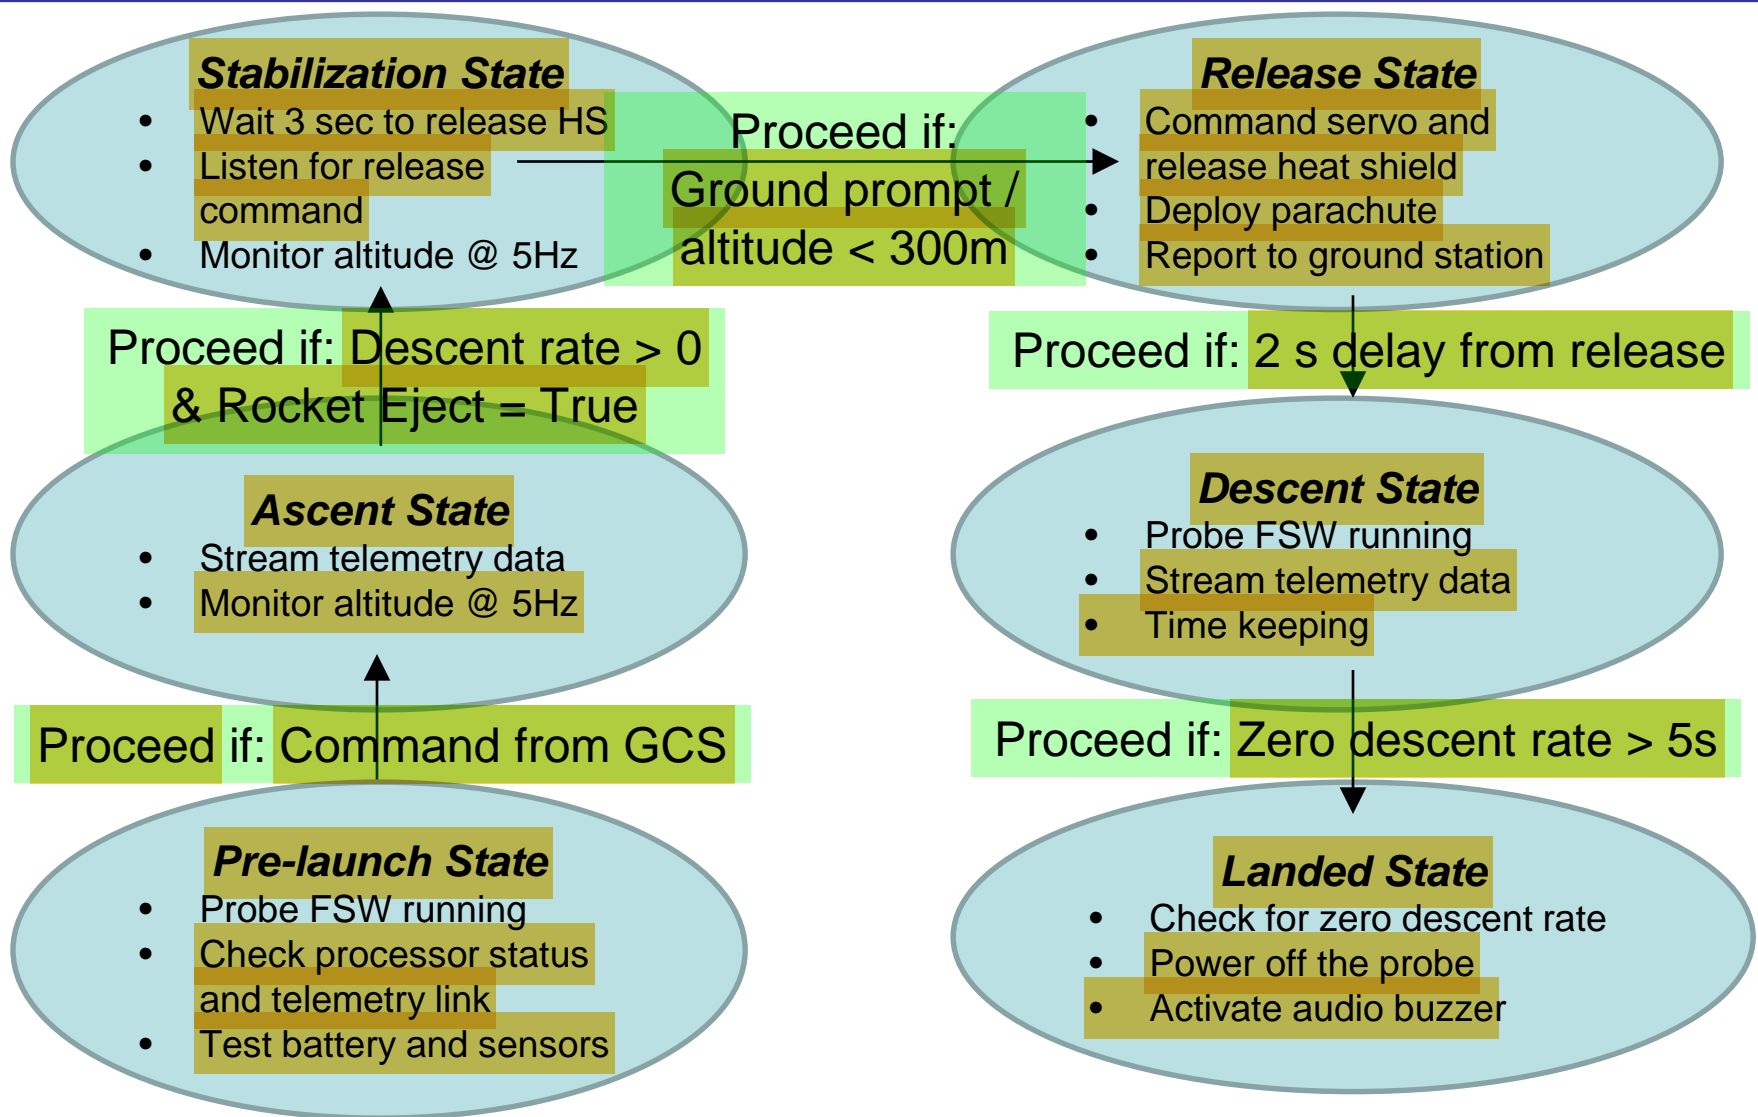 Stabilization State
• Wait 3 sec to release HS
• Listen for release
command
• Monitor altitude @ 5Hz
Proceed if:
Ground prompt /
altitude < 300m
Release State
• Command servo and
release heat shield
• Deploy parachute
• Report to ground station
Proceed if: Descent rate > 0
& Rocket Eject = True
Proceed if: 2 s delay from release
Ascent State
• Stream telemetry data
• Monitor altitude @ 5Hz
Descent State
• Probe FSW running
• Stream telemetry data
• Time keeping
Proceed if: Command from GCS
Proceed if: Zero descent rate > 5s
Pre-launch State
• Probe FSW running
• Check processor status
and telemetry link
• Test battery and sensors
Landed State
• Check for zero descent rate
• Power off the probe
• Activate audio buzzer